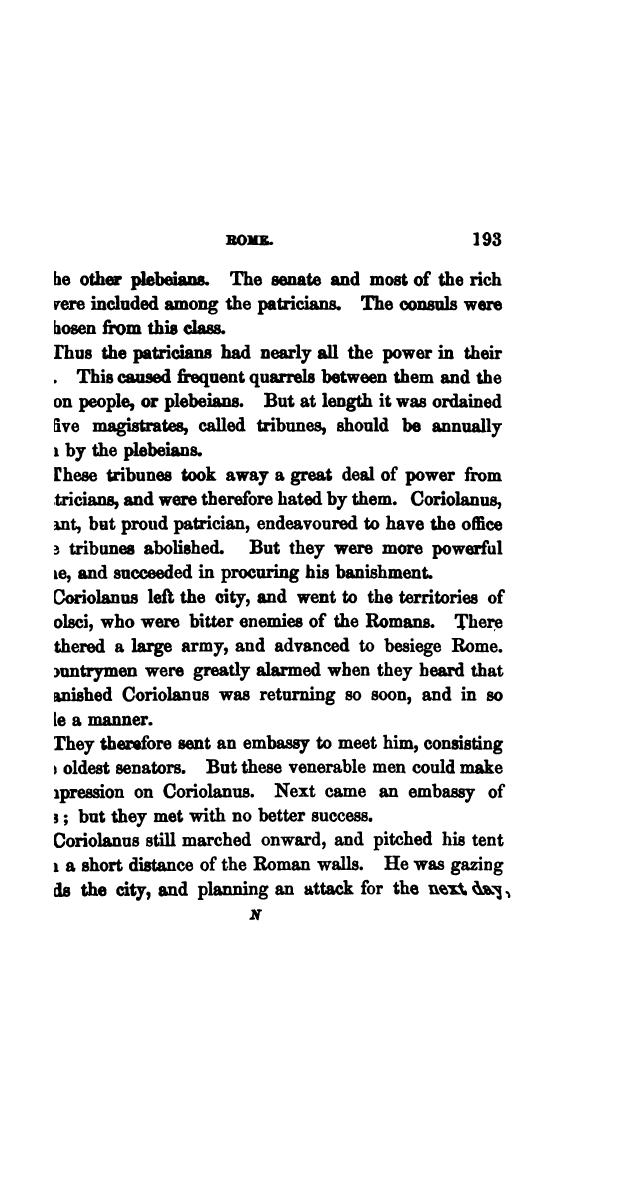 ROME. 193
he other plebeians. The senate and most of the rich
were included among the patricians. The consuls were
hosen from this class.
Thus the patricians had nearly all the power in their
. This caused frequent quarrels between them and the
on people, or plebeians. But at length it was ordained
five magistrates, called tribunes, should be annually
by the plebeians.
These tribunes took away a great deal of power from
tricians, and were therefore hated by them. Coriolanus,
ant, but proud patrician, endeavoured to have the office
e tribunes abolished. But they were more powerful
he, and succeeded in procuring his banishment.
Coriolanus left the city, and went to the territories of
olsci, who were bitter enemies of the Romans. There
thered a large army, and advanced to besiege Rome.
ountrymen were greatly alarmed when they heard that
anished Coriolanus was returning so soon, and in so
le a manner.
They therefore sent an embassy to meet him, consisting
oldest senators. But these venerable men could make
pression on Coriolanus. Next came an embassy of
s; but they met with no better success.
Coriolanus still marched onward, and pitched his tent
a short distance of the Roman walls. He was gazing
ds the city, and planning an attack for the next day,
N